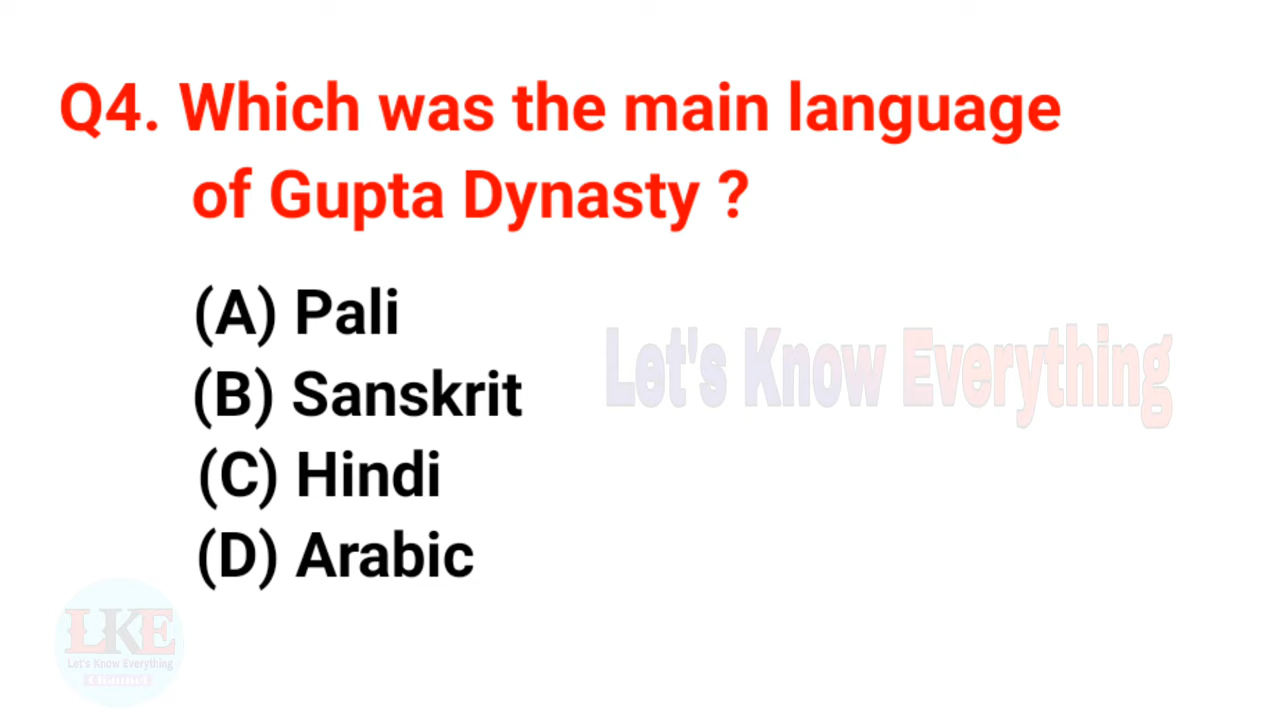 Q4. Which was the main language
of Gupta Dynasty ?
(A) Pali
(B) Sanskrit
Let's Know Everything
(C) Hindi
(D) Arabic
LKE
Let's Know Everything
Channel